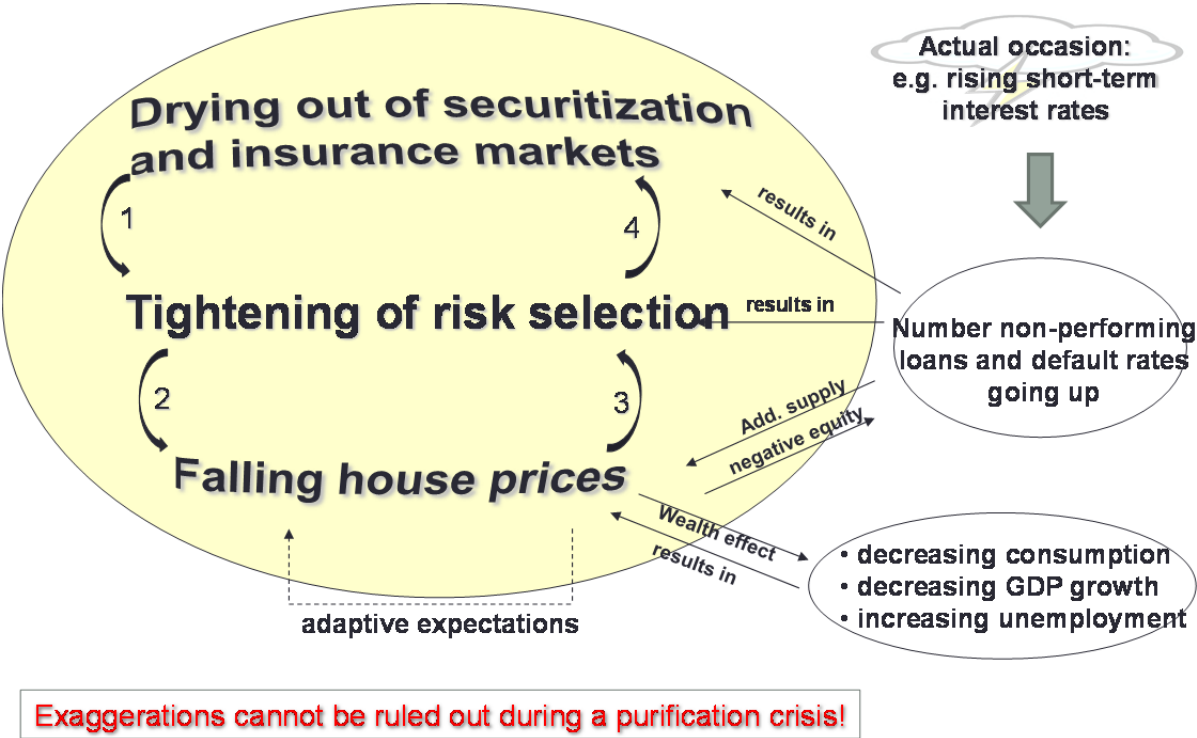 Actual occasion:
e.g. rising short-term
interest rates
Drying out of securitization
and insurance markets
1
4
results in
Tightening of risk selection
results in
Number non-performing
loans and default rates
going up
2
3
Add. supply
negative equity
Falling house prices
Wealth effect
results in
• decreasing consumption
• decreasing GDP growth
• increasing unemployment
adaptive expectations
Exaggerations cannot be ruled out during a purification crisis!